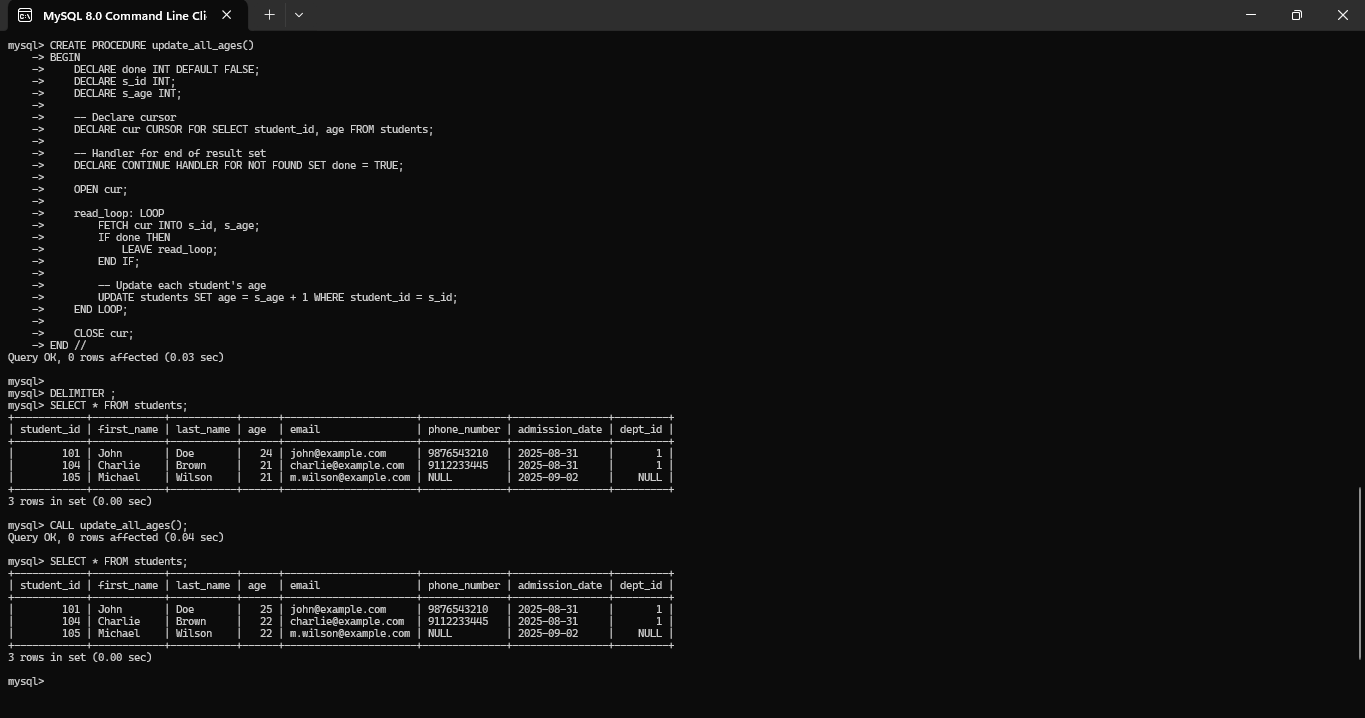 MySQL 8.0 Command Line Cli
mysql> CREATE PROCEDURE update_all_ages()
    -> BEGIN
    ->     DECLARE done INT DEFAULT FALSE;
    ->     DECLARE s_id INT;
    ->     DECLARE s_age INT;
    ->
    ->     -- Declare cursor
    ->     DECLARE cur CURSOR FOR SELECT student_id, age FROM students;
    ->
    ->     -- Handler for end of result set
    ->     DECLARE CONTINUE HANDLER FOR NOT FOUND SET done = TRUE;
    ->
    ->     OPEN cur;
    ->
    ->     read_loop: LOOP
    ->         FETCH cur INTO s_id, s_age;
    ->         IF done THEN
    ->             LEAVE read_loop;
    ->         END IF;
    ->
    ->         -- Update each student's age
    ->         UPDATE students SET age = s_age + 1 WHERE student_id = s_id;
    ->     END LOOP;
    ->
    ->     CLOSE cur;
    -> END //
Query OK, 0 rows affected (0.03 sec)

mysql>
mysql> DELIMITER ;
mysql> SELECT * FROM students;
+------------+------------+-----------+------+----------------------+--------------+----------------+---------+
| student_id | first_name | last_name | age  | email                | phone_number | admission_date | dept_id |
+------------+------------+-----------+------+----------------------+--------------+----------------+---------+
|        101 | John       | Doe       |   24 | john@example.com     | 9876543210   | 2025-08-31     |       1 |
|        104 | Charlie    | Brown     |   21 | charlie@example.com  | 9112233445   | 2025-08-31     |       1 |
|        105 | Michael    | Wilson    |   21 | m.wilson@example.com | NULL         | 2025-09-02     |    NULL |
+------------+------------+-----------+------+----------------------+--------------+----------------+---------+
3 rows in set (0.00 sec)

mysql> CALL update_all_ages();
Query OK, 0 rows affected (0.04 sec)

mysql> SELECT * FROM students;
+------------+------------+-----------+------+----------------------+--------------+----------------+---------+
| student_id | first_name | last_name | age  | email                | phone_number | admission_date | dept_id |
+------------+------------+-----------+------+----------------------+--------------+----------------+---------+
|        101 | John       | Doe       |   25 | john@example.com     | 9876543210   | 2025-08-31     |       1 |
|        104 | Charlie    | Brown     |   22 | charlie@example.com  | 9112233445   | 2025-08-31     |       1 |
|        105 | Michael    | Wilson    |   22 | m.wilson@example.com | NULL         | 2025-09-02     |    NULL |
+------------+------------+-----------+------+----------------------+--------------+----------------+---------+
3 rows in set (0.00 sec)

mysql>